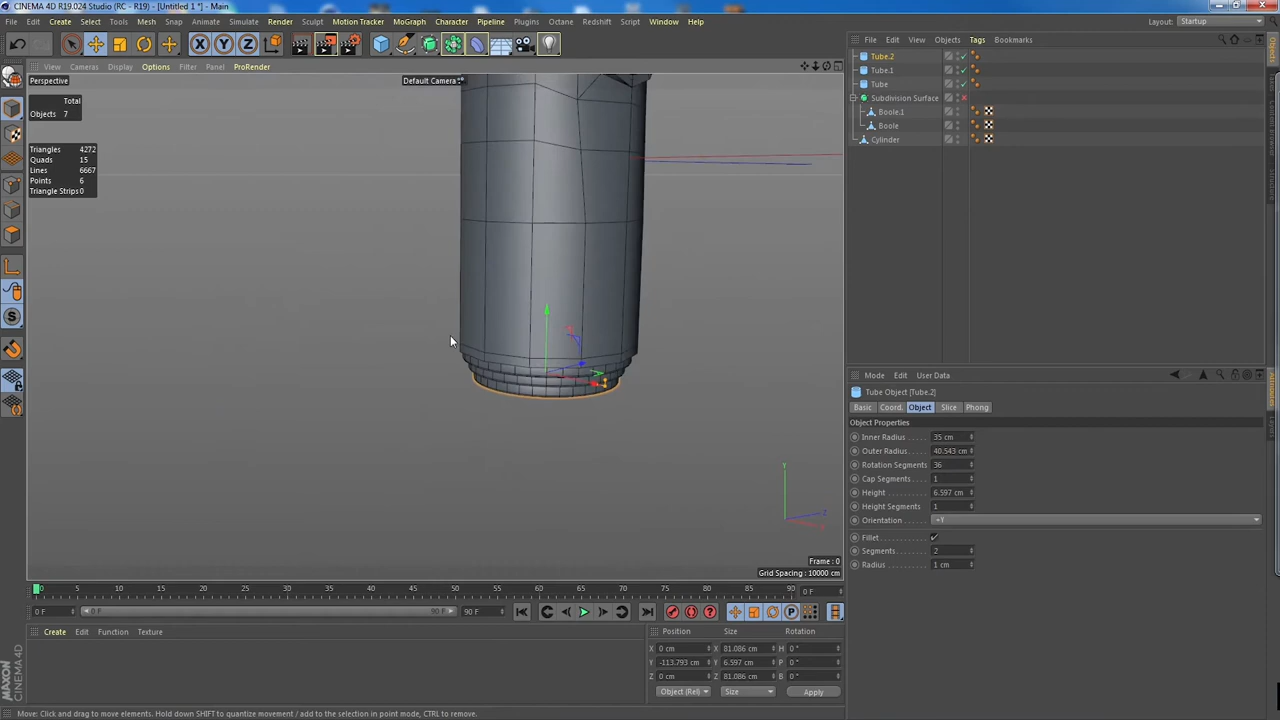 CINEMA 4D R19.024 Studio (RC - R19) - [Untitled 1 *] - Main
File Edit Create Select Tools Mesh Snap Animate Simulate Render Sculpt Motion Tracker MoGraph Character Pipeline Plugins Octane Redshift Script Window Help
Layout: Startup
X Y Z
File Edit View Objects Tags Bookmarks
View Cameras Display Options Filter Panel ProRender
Perspective
Default Camera
Total
Objects 7
Triangles 4272
Quads 15
Lines 6667
Points 6
Triangle Strips 0
Tube.2
Tube.1
Tube
Subdivision Surface
Boole.1
Boole
Cylinder
Objects
Structure
Mode Edit User Data
Attributes
Layers
Tube Object [Tube.2]
Basic Coord. Object Slice Phong
Object Properties
Inner Radius . . . . . 35 cm
Outer Radius . . . . 40.543 cm
Rotation Segments 36
Cap Segments . . . . 1
Height . . . . . . . . . . 6.597 cm
Height Segments . . 1
Orientation . . . . . . +Y
Fillet . . . . . . ✓
Segments . . 2
Radius . . . . 1 cm
Y
Z
X
Frame : 0
Grid Spacing : 10000 cm
0 5 10 15 20 25 30 35 40 45 50 55 60 65 70 75 80 85 90 0 F
0 F 0 F 90 F 90 F
Create Edit Function Texture
Position Size Rotation
X 0 cm X 81.086 cm H 0 °
Y -113.793 cm Y 6.597 cm P 0 °
Z 0 cm Z 81.086 cm B 0 °
Object (Rel) Size Apply
MAXON CINEMA 4D
Move: Click and drag to move elements. Hold down SHIFT to quantize movement / add to the selection in point mode, CTRL to remove.